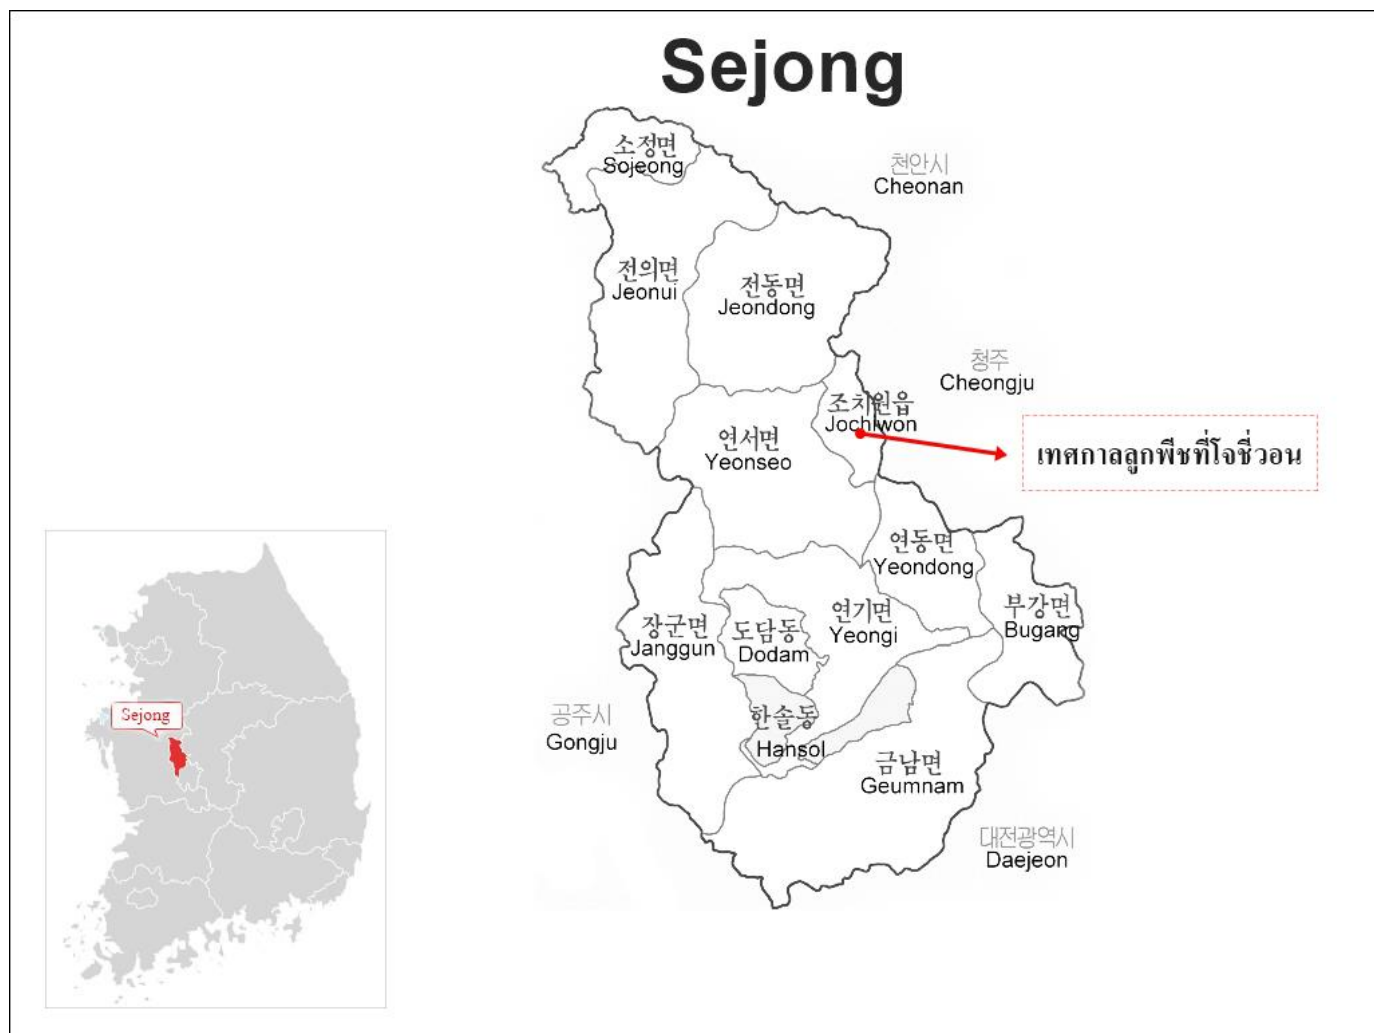 Sejong
소정면
Sojeong
천안시
Cheonan
전의면
Jeonui
전동면
Jeondong
청주
Cheongju
조치원읍
Jochiwon
연서면
Yeonseo
เทศกาลลูกพีชที่โจชี่วอน
연동면
Yeondong
부강면
Bugang
장군면
Janggun
도담동
Dodam
연기면
Yeongi
공주시
Gongju
한솔동
Hansol
금남면
Geumnam
대전광역시
Daejeon
Sejong